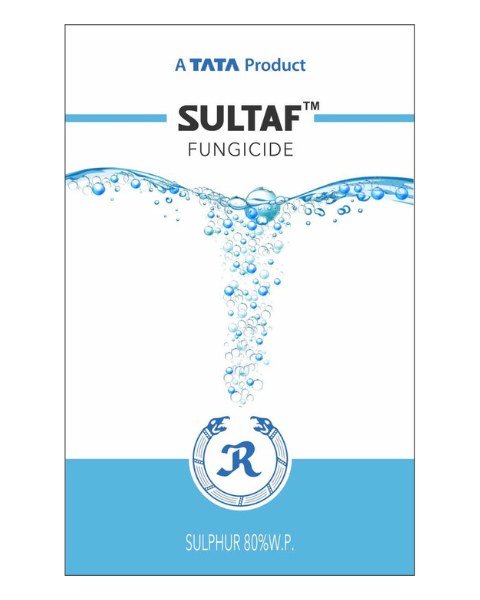 A TATA Product
SULTAF™
FUNGICIDE
R
SULPHUR 80%W.P.